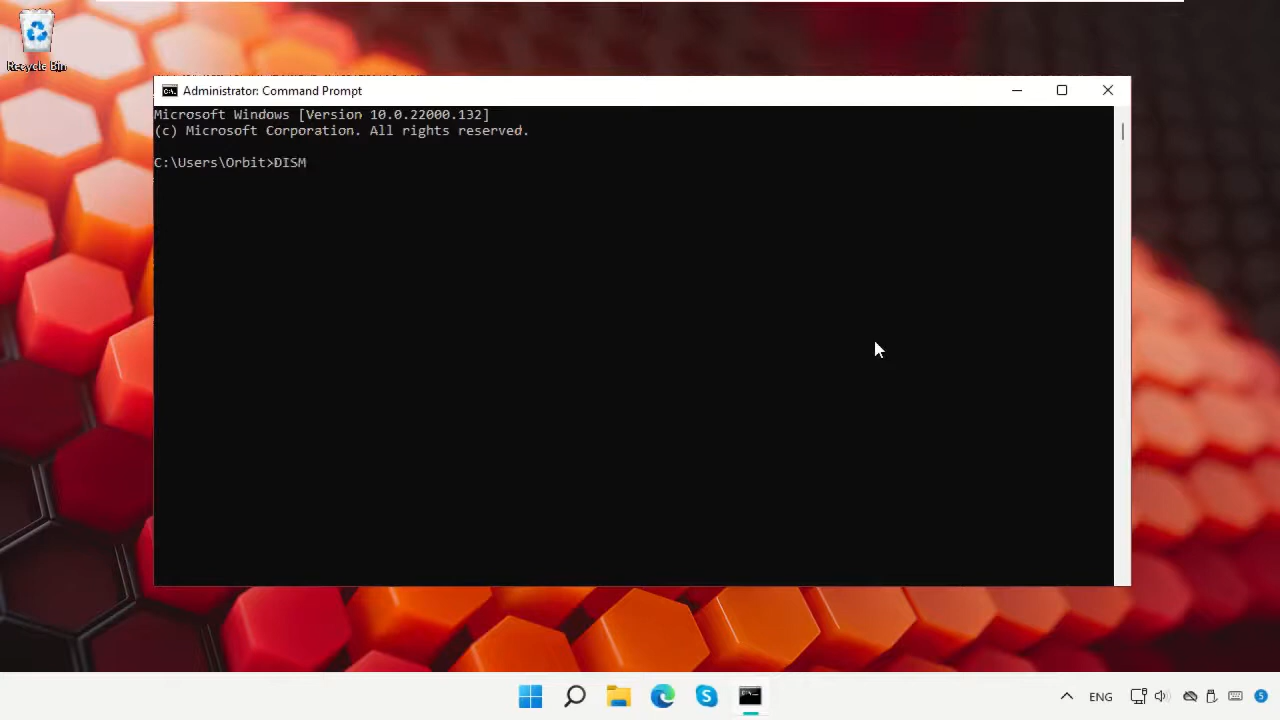 Recycle Bin
Administrator: Command Prompt
Microsoft Windows [Version 10.0.22000.132]
(c) Microsoft Corporation. All rights reserved.
C:\Users\Orbit>DISM
ENG
5